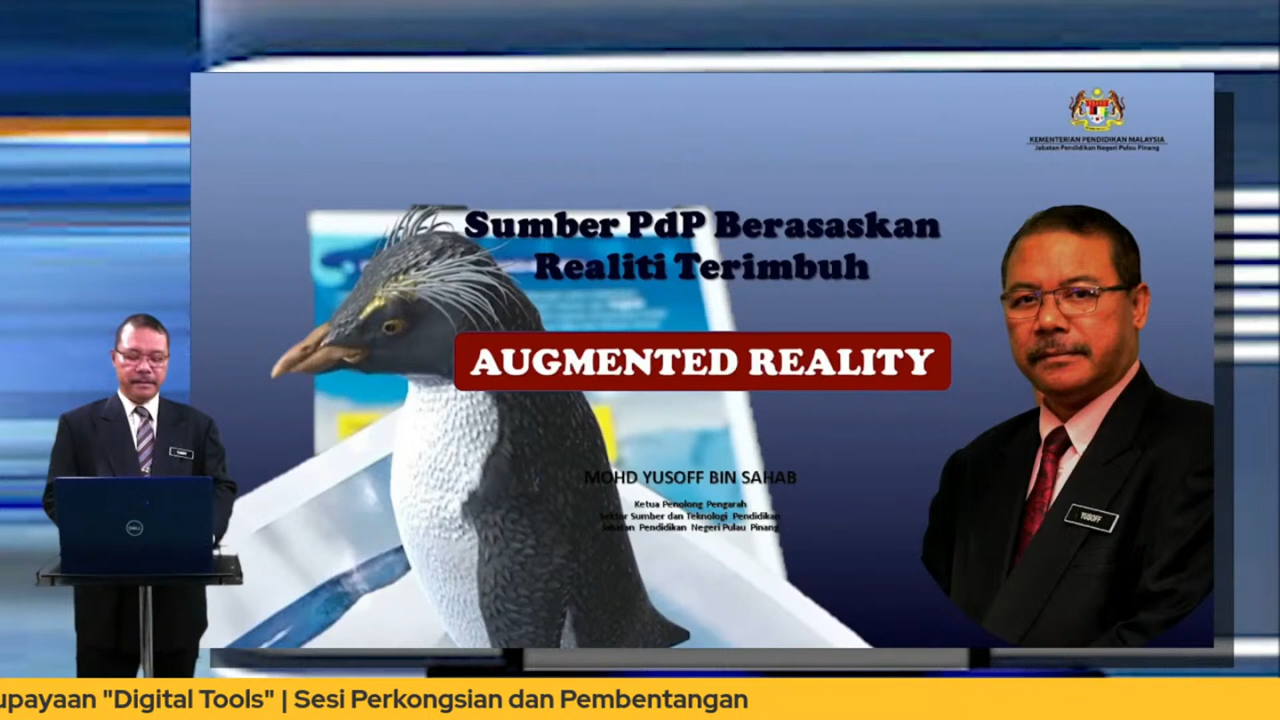 KEMENTERIAN PENDIDIKAN MALAYSIA
Jabatan Pendidikan Negeri Pulau Pinang
Sumber PdP Berasaskan
Realiti Terimbuh
AUGMENTED REALITY
MOHD YUSOFF BIN SAHAB
Ketua Penolong Pengarah
Sektor Sumber dan Teknologi Pendidikan
Jabatan Pendidikan Negeri Pulau Pinang
YUSOFF
DELL
upayaan "Digital Tools" | Sesi Perkongsian dan Pembentangan